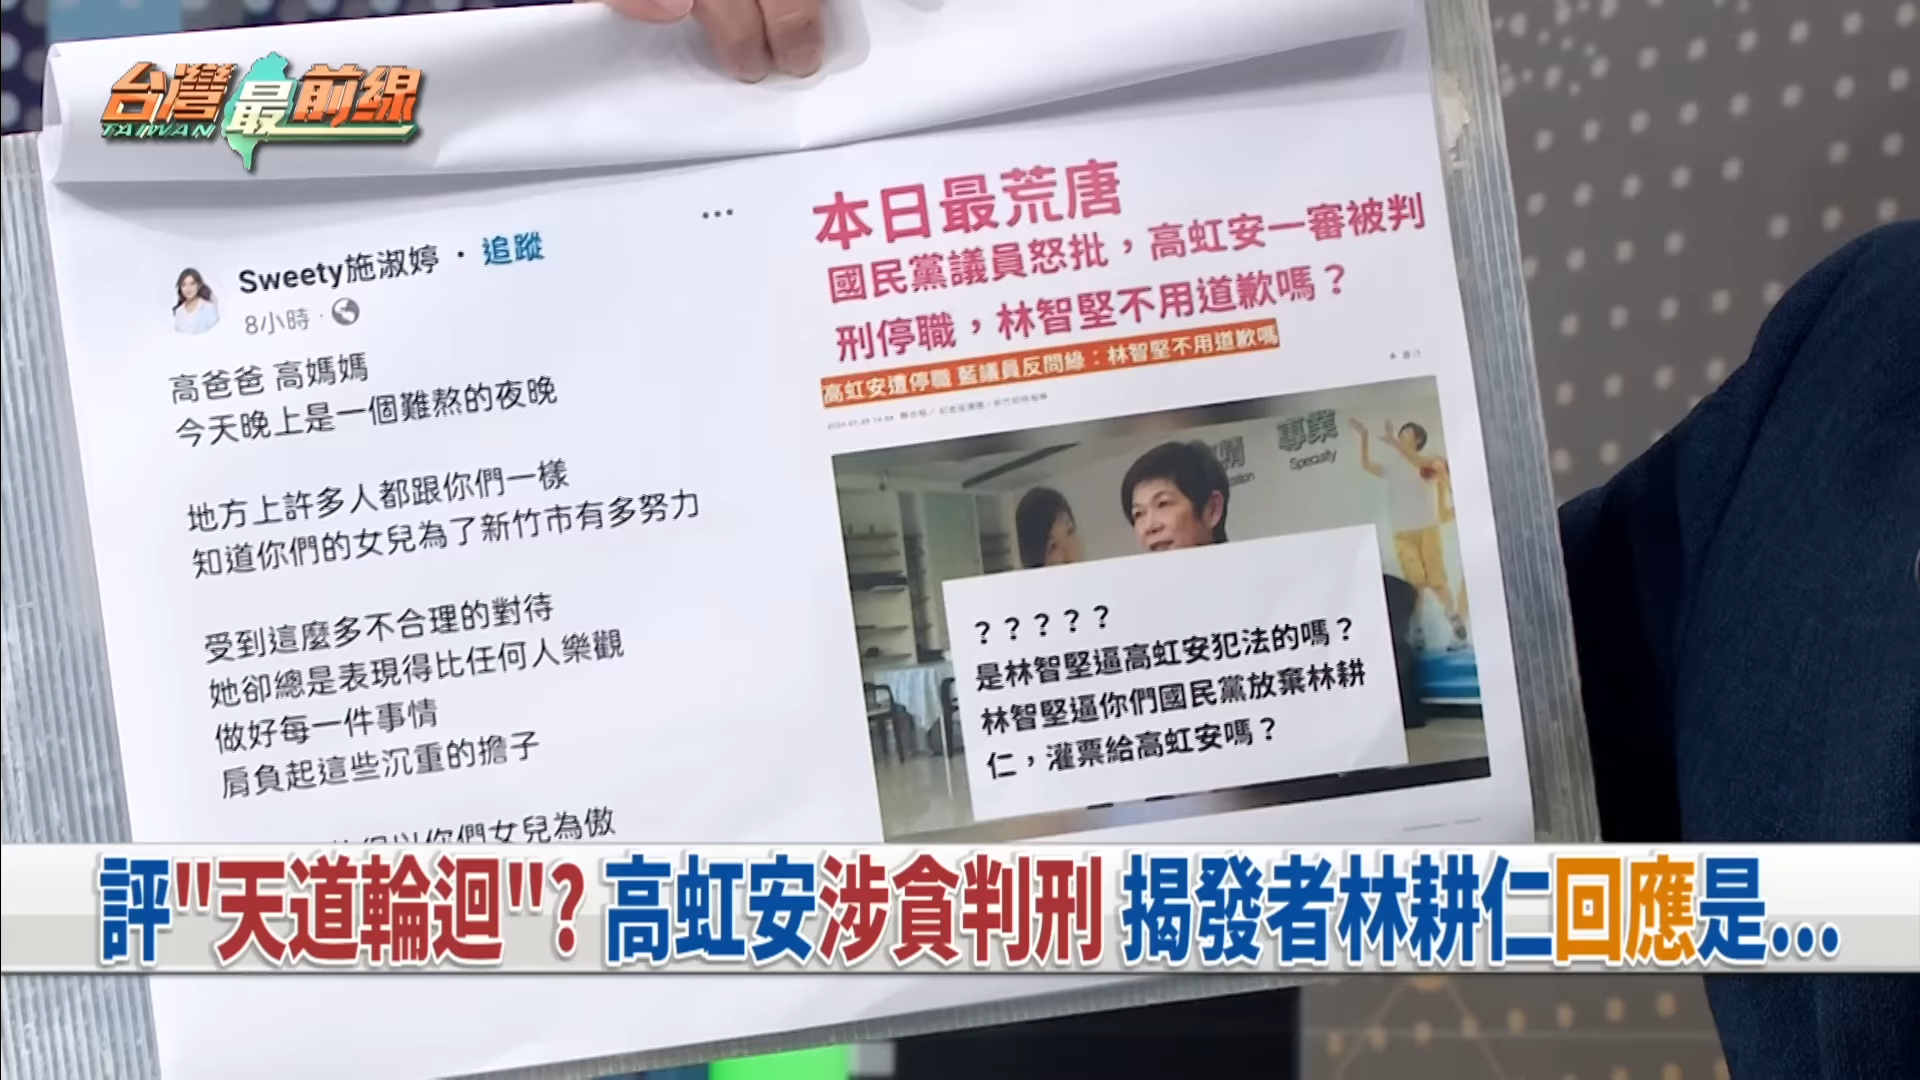 台灣最前線
TAIWAN
Sweety施淑婷 · 追蹤
8小時
高爸爸 高媽媽
今天晚上是一個難熬的夜晚
地方上許多人都跟你們一樣
知道你們的女兒為了新竹市有多努力
受到這麼多不合理的對待
她卻總是表現得比任何人樂觀
做好每一件事情
肩負起這些沉重的擔子
以你們女兒為傲
本日最荒唐
國民黨議員怒批，高虹安一審被判
刑停職，林智堅不用道歉嗎？
高虹安遭停職 藍議員反問綠：林智堅不用道歉嗎
專業
Specialty
？？？？？
是林智堅逼高虹安犯法的嗎？
林智堅逼你們國民黨放棄林耕
仁，灌票給高虹安嗎？
評"天道輪迴"? 高虹安涉貪判刑 揭發者林耕仁回應是...